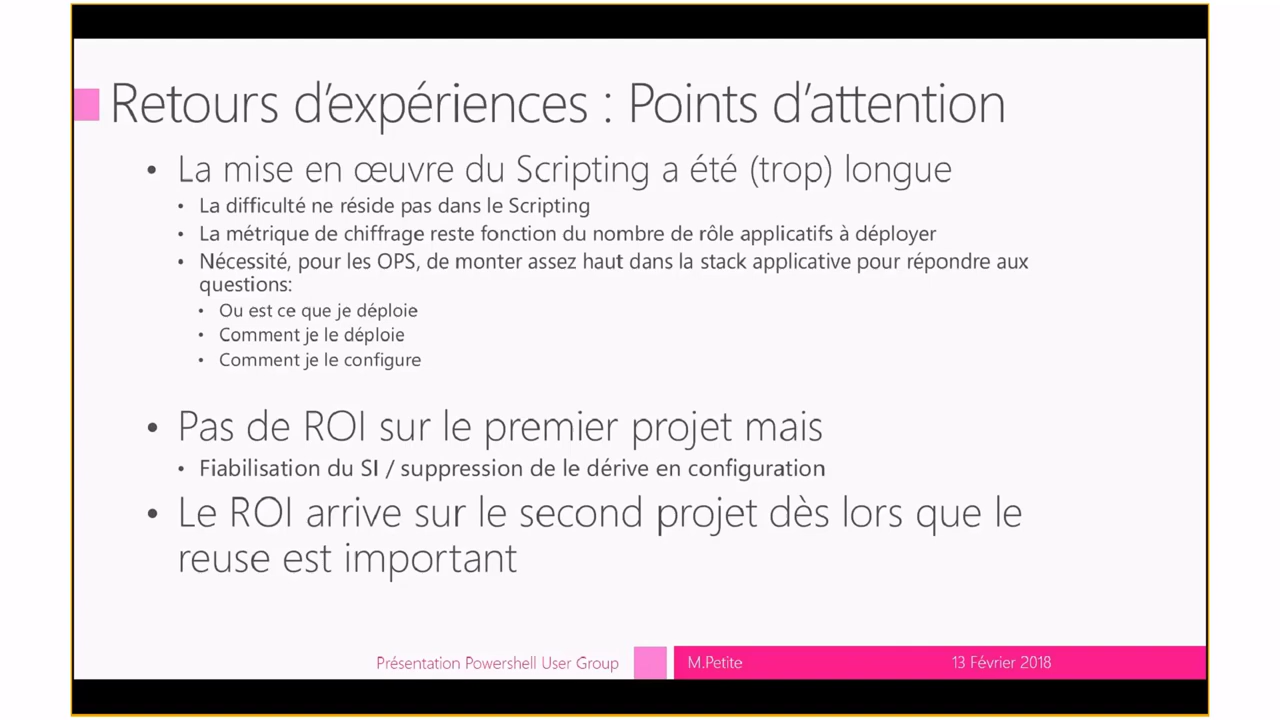 Retours d'expériences : Points d'attention
• La mise en œuvre du Scripting a été (trop) longue
• La difficulté ne réside pas dans le Scripting
• La métrique de chiffrage reste fonction du nombre de rôle applicatifs à déployer
• Nécessité, pour les OPS, de monter assez haut dans la stack applicative pour répondre aux
questions:
• Ou est ce que je déploie
• Comment je le déploie
• Comment je le configure
• Pas de ROI sur le premier projet mais
• Fiabilisation du SI / suppression de le dérive en configuration
• Le ROI arrive sur le second projet dès lors que le
reuse est important
Présentation Powershell User Group
M.Petite
13 Février 2018